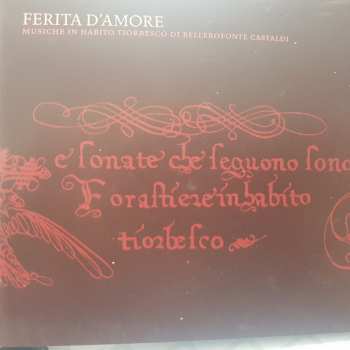 FERITA D'AMORE
MUSICHE IN HABITO TIORBESCO DI BELLEROFONTE CASTALDI
e sonate che seguono sono
Forastiere in habito
tiorbesco